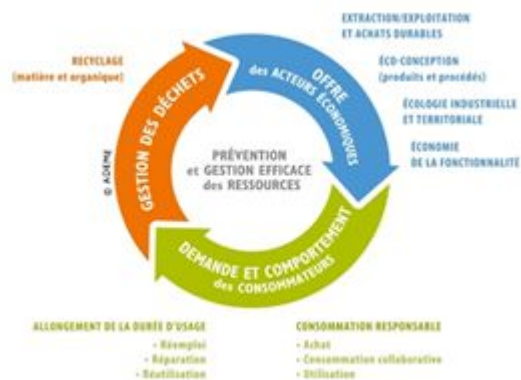 EXTRACTION/EXPLOITATION
ET ACHATS DURABLES
RECYCLAGE
(matière et organique)
ÉCO-CONCEPTION
(produits et procédés)
ÉCOLOGIE INDUSTRIELLE
ET TERRITORIALE
ÉCONOMIE
DE LA FONCTIONNALITÉ
OFFRE
des ACTEURS ÉCONOMIQUES
GESTION DES DÉCHETS
PRÉVENTION
et GESTION EFFICACE
des RESSOURCES
© ADEME
DEMANDE ET COMPORTEMENT
des CONSOMMATEURS
ALLONGEMENT DE LA DURÉE D'USAGE
• Réemploi
• Réparation
• Réutilisation
CONSOMMATION RESPONSABLE
• Achat
• Consommation collaborative
• Utilisation